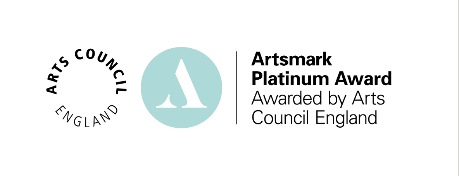 ARTS COUNCIL
ENGLAND
A
Artsmark
Platinum Award
Awarded by Arts
Council England